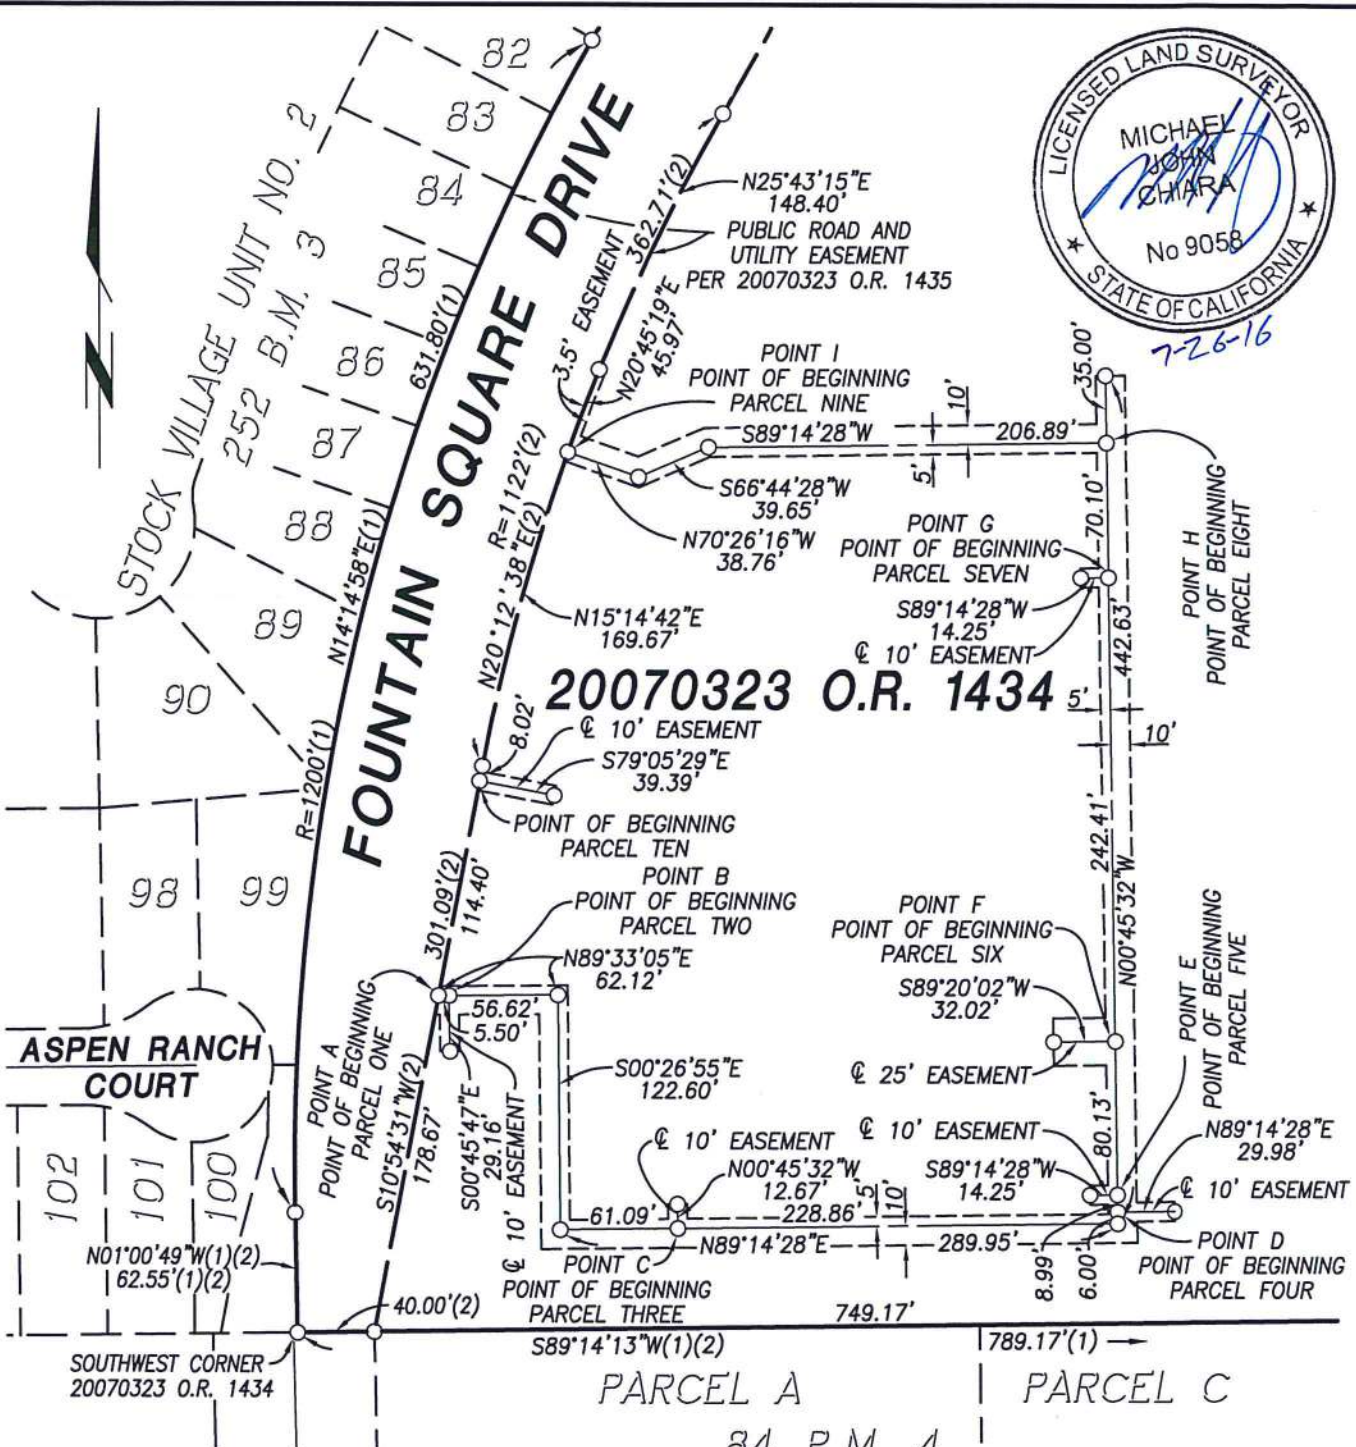 82
83
84
85
86
87
88
89
90
98
99
100
101
102
STOCK VILLAGE UNIT NO. 2
252 B.M. 3
FOUNTAIN SQUARE DRIVE
631.80'(1)
N14°14'58"E(1)
R=1200'(1)
362.71'(2)
3.5' EASEMENT
N20°45'19"E
45.97'
R=1122'(2)
N20°12'38"E(2)
N25°43'15"E
148.40'
PUBLIC ROAD AND
UTILITY EASEMENT
PER 20070323 O.R. 1435
LICENSED LAND SURVEYOR
MICHAEL
JOHN
CHIARA
No 9058
STATE OF CALIFORNIA
7-26-16
POINT I
POINT OF BEGINNING
PARCEL NINE
S89°14'28"W
206.89'
10'
5'
35.00'
S66°44'28"W
39.65'
N70°26'16"W
38.76'
POINT G
POINT OF BEGINNING
PARCEL SEVEN
S89°14'28"W
14.25'
℄ 10' EASEMENT
70.10'
POINT H
POINT OF BEGINNING
PARCEL EIGHT
442.63'
N15°14'42"E
169.67'
20070323 O.R. 1434
5'
10'
8.02'
℄ 10' EASEMENT
S79°05'29"E
39.39'
POINT OF BEGINNING
PARCEL TEN
242.41'
N00°45'32"W
301.09'(2)
114.40'
POINT B
POINT OF BEGINNING
PARCEL TWO
N89°33'05"E
62.12'
56.62'
5.50'
POINT F
POINT OF BEGINNING
PARCEL SIX
S89°20'02"W
32.02'
℄ 25' EASEMENT
POINT E
POINT OF BEGINNING
PARCEL FIVE
ASPEN RANCH
COURT
POINT A
POINT OF BEGINNING
PARCEL ONE
S10°54'31"W(2)
178.67'
S00°45'47"E
29.16'
℄ 10' EASEMENT
S00°26'55"E
122.60'
℄ 10' EASEMENT
N00°45'32"W
12.67'
℄ 10' EASEMENT
S89°14'28"W
14.25'
80.13'
N89°14'28"E
29.98'
℄ 10' EASEMENT
61.09'
228.86'
5'
10'
N89°14'28"E
289.95'
8.99'
6.00'
POINT C
POINT OF BEGINNING
PARCEL THREE
POINT D
POINT OF BEGINNING
PARCEL FOUR
N01°00'49"W(1)(2)
62.55'(1)(2)
40.00'(2)
749.17'
S89°14'13"W(1)(2)
789.17'(1)
SOUTHWEST CORNER
20070323 O.R. 1434
PARCEL A
PARCEL C
84 P.M. 4